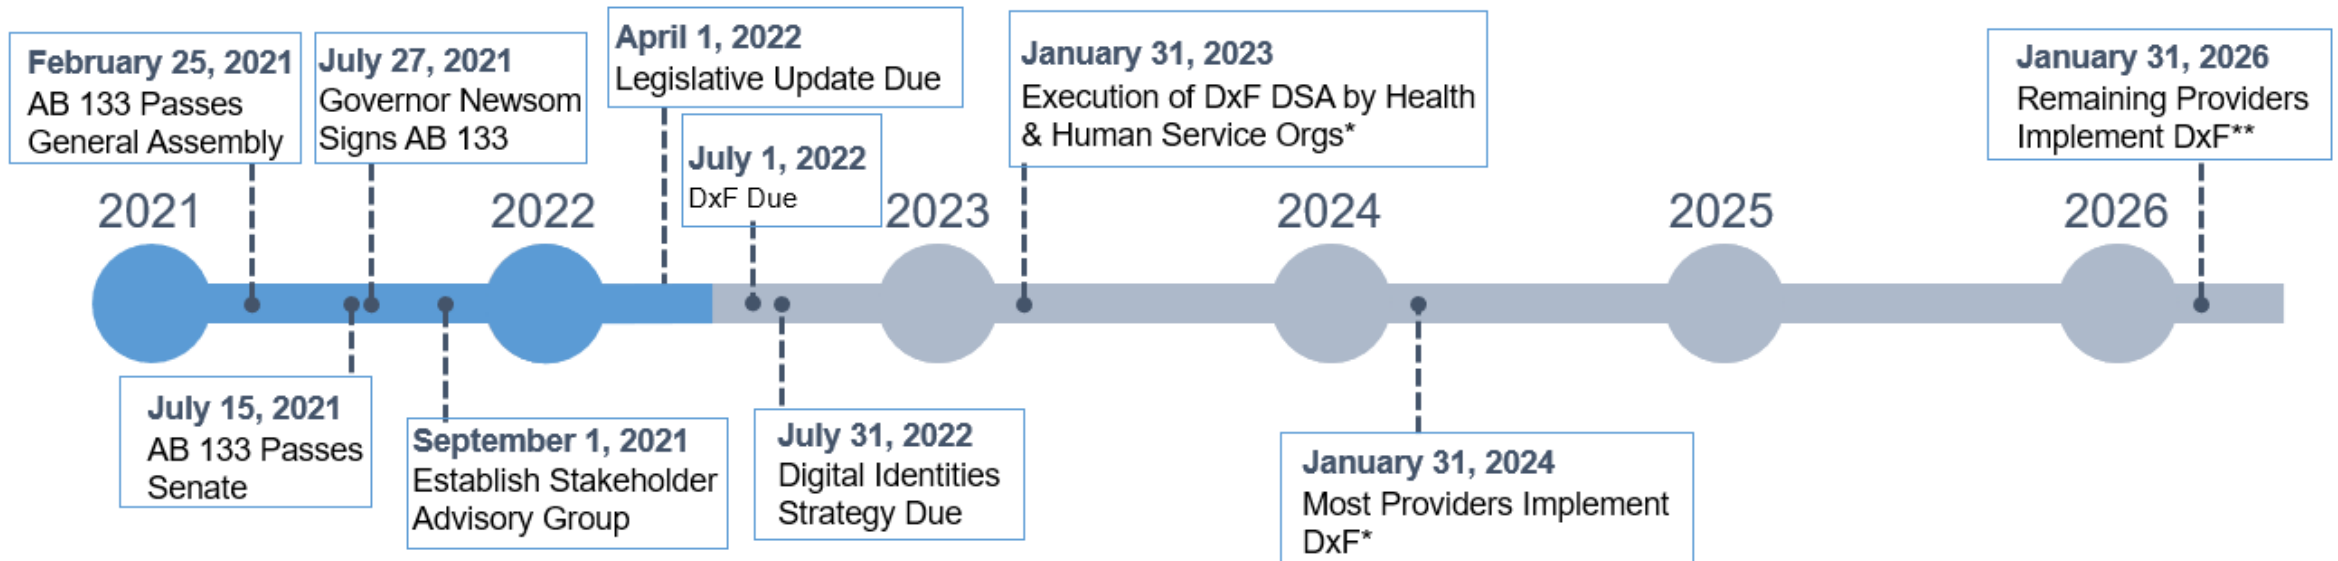 February 25, 2021
AB 133 Passes
General Assembly
July 27, 2021
Governor Newsom
Signs AB 133
April 1, 2022
Legislative Update Due
July 1, 2022
DxF Due
January 31, 2023
Execution of DxF DSA by Health
& Human Service Orgs*
January 31, 2026
Remaining Providers
Implement DxF**
2021
2022
2023
2024
2025
2026
July 15, 2021
AB 133 Passes
Senate
September 1, 2021
Establish Stakeholder
Advisory Group
July 31, 2022
Digital Identities
Strategy Due
January 31, 2024
Most Providers Implement
DxF*